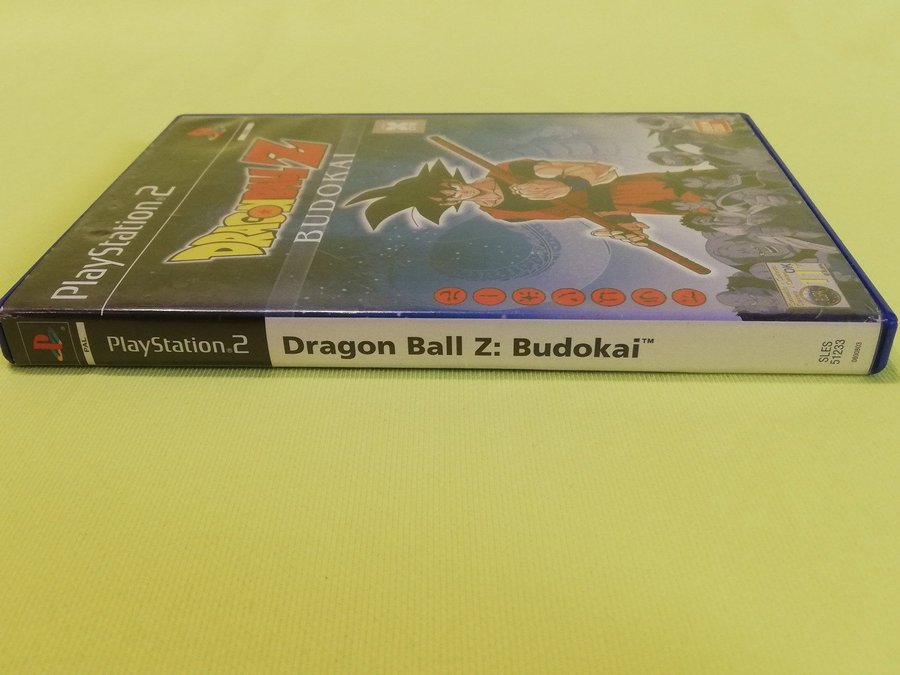 PlayStation.2
DRAGON BALL Z
BUDOKAI
PAL
PlayStation.2
Dragon Ball Z: Budokai™
SLES
51233